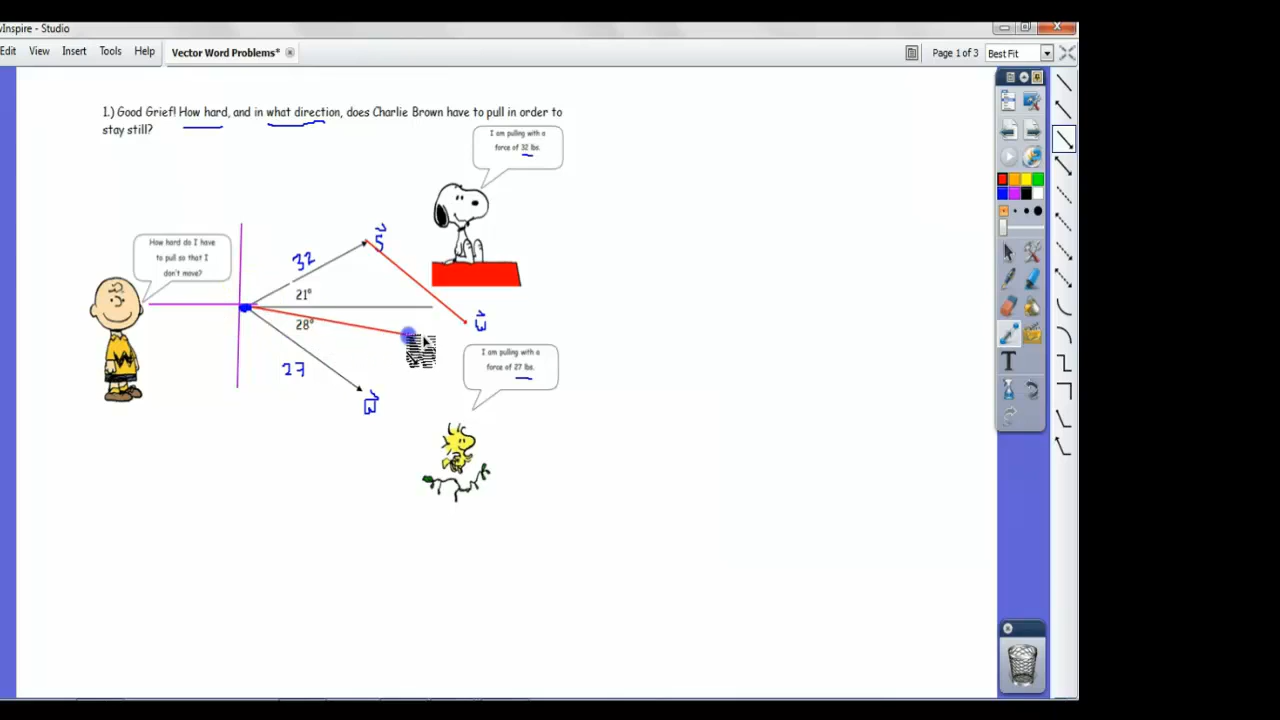 vInspire - Studio
Edit View Insert Tools Help
Vector Word Problems*
Page 1 of 3
Best Fit
1.) Good Grief! How hard, and in what direction, does Charlie Brown have to pull in order to
stay still?
I am pulling with a
force of 32 lbs.
How hard do I have
to pull so that I
don't move?
32
S
21°
28°
W
27
W
I am pulling with a
force of 27 lbs.
T